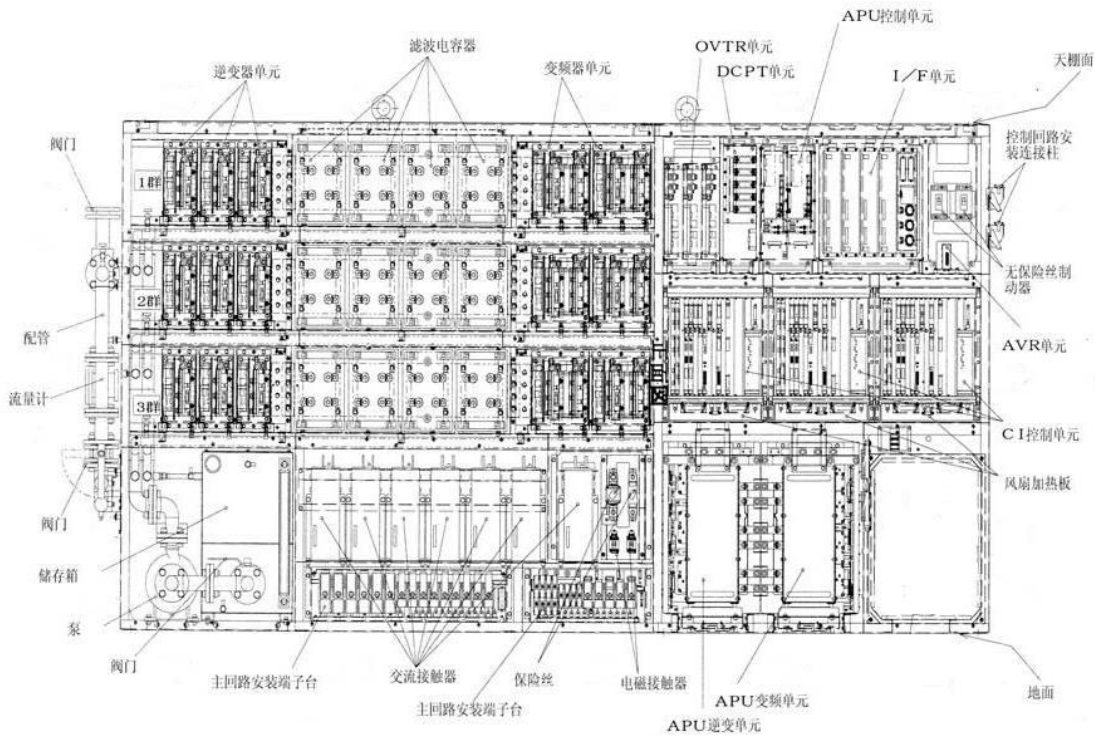 APU控制单元
OVTR单元
滤波电容器
变频器单元
逆变器单元
DCPT单元
I/F单元
天棚面
阀门
控制回路安
装连接柱
1群
无保险丝制
动器
2群
配管
AVR单元
流量计
3群
CI控制单元
风扇加热板
阀门
储存箱
泵
阀门
主回路安装端子台
交流接触器
保险丝
电磁接触器
主回路安装端子台
APU变频单元
APU逆变单元
地面